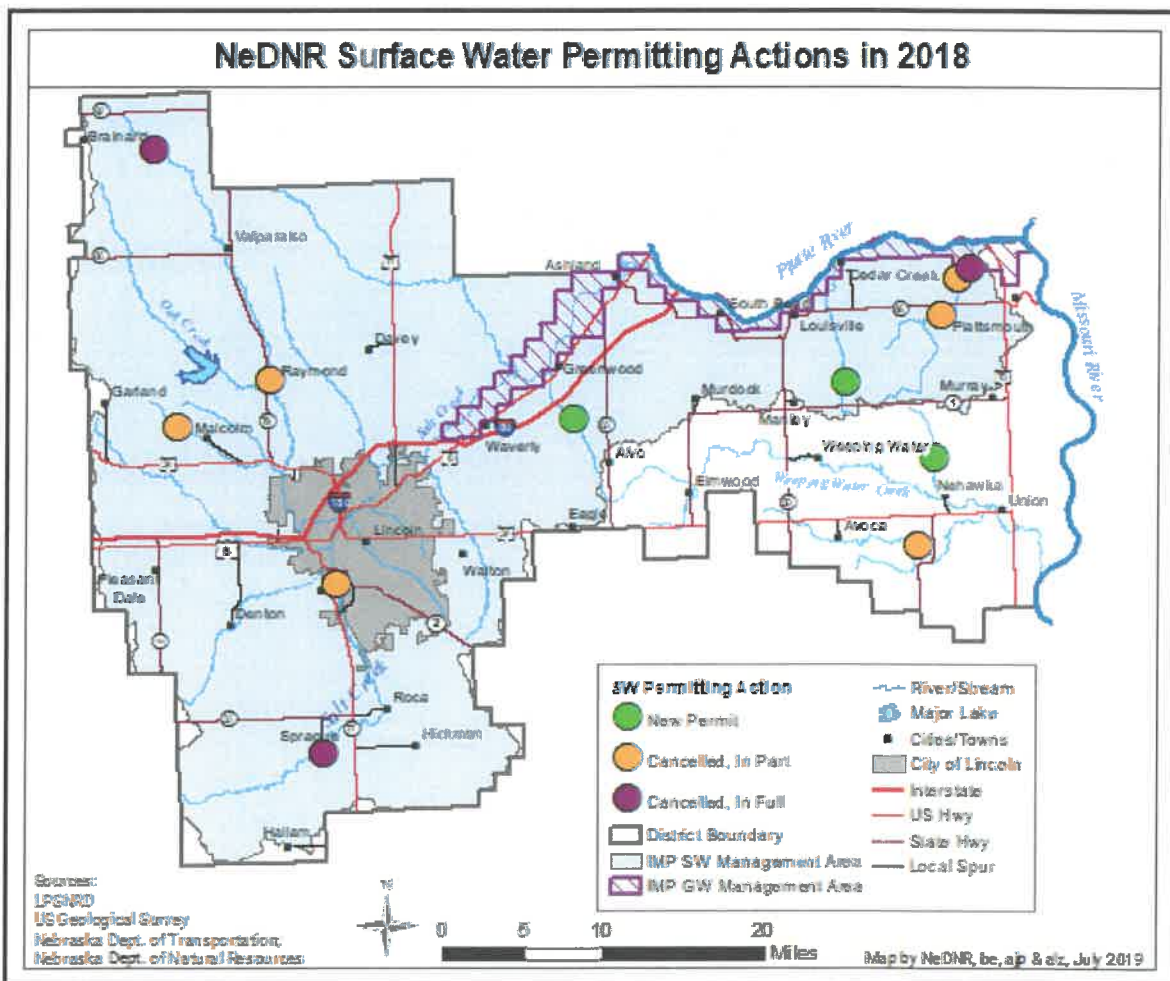 NeDNR Surface Water Permitting Actions in 2018
Brainard
Valparaiso
Ashland
Platte River
Cedar Creek
South Bend
Louisville
Plattsmouth
Missouri River
Oak Creek
Davey
Raymond
Greenwood
Garland
Malcolm
Salt Creek
Waverly
Murdock
Manley
Murray
1
Alvo
Weeping Water
Weeping Water Creek
Elmwood
Nehawka
Union
Eagle
Avoca
Lincoln
Walton
Pleasant
Dale
Denton
2
Salt Creek
Roca
Sprague
Hickman
Hallam
SW Permitting Action
New Permit
Cancelled, In Part
Cancelled, In Full
District Boundary
IMP SW Management Area
IMP GW Management Area
River/Stream
Major Lake
Cities/Towns
City of Lincoln
Interstate
US Hwy
State Hwy
Local Spur
Sources:
LPSNRD
US Geological Survey
Nebraska Dept. of Transportation,
Nebraska Dept. of Natural Resources
N
0 5 10 20
Miles
Map by NeDNR, be, ajp & alz, July 2019